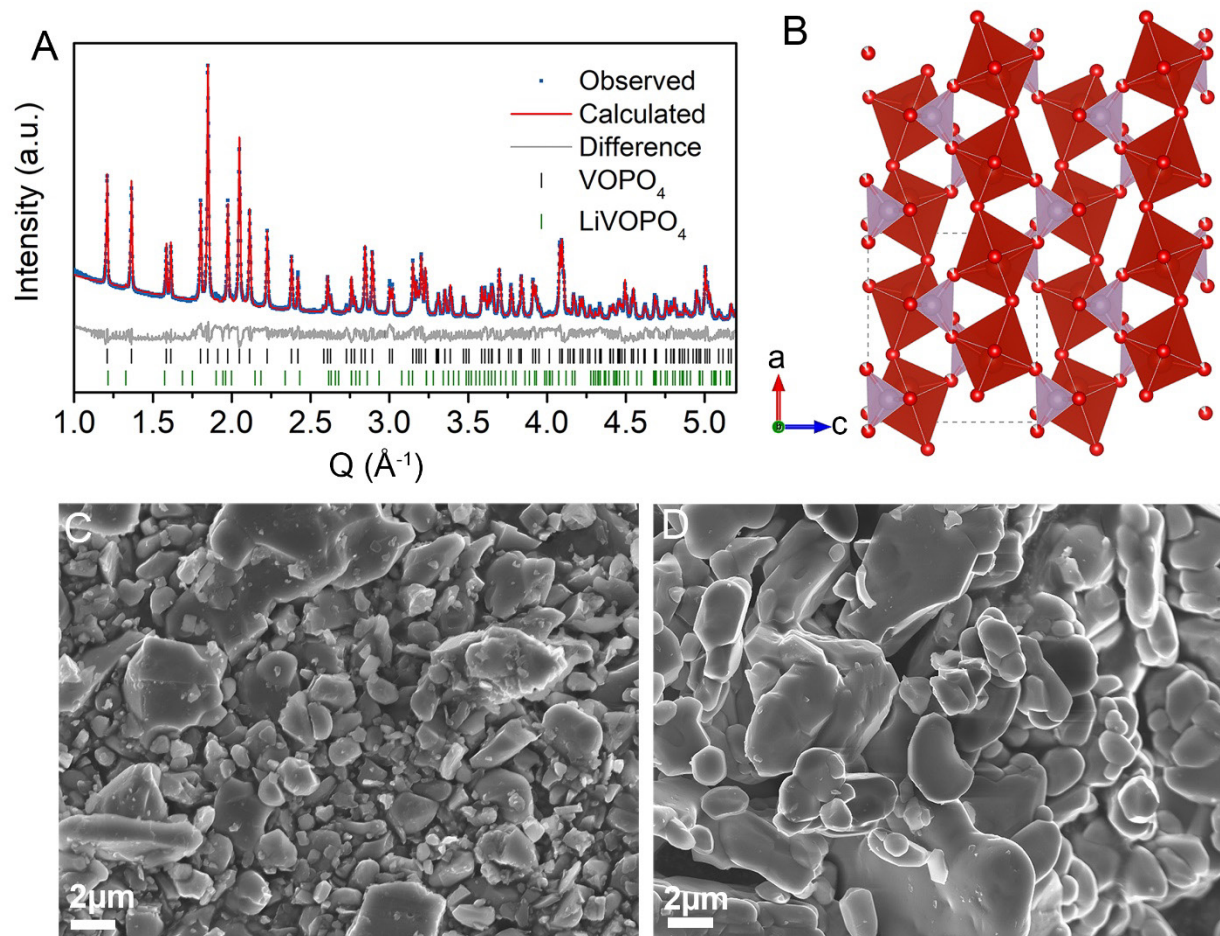 A
Intensity (a.u.)
Observed
Calculated
Difference
VOPO₄
LiVOPO₄
1.0 1.5 2.0 2.5 3.0 3.5 4.0 4.5 5.0
Q (Å⁻¹)
B
a
c
C
2μm
D
2μm